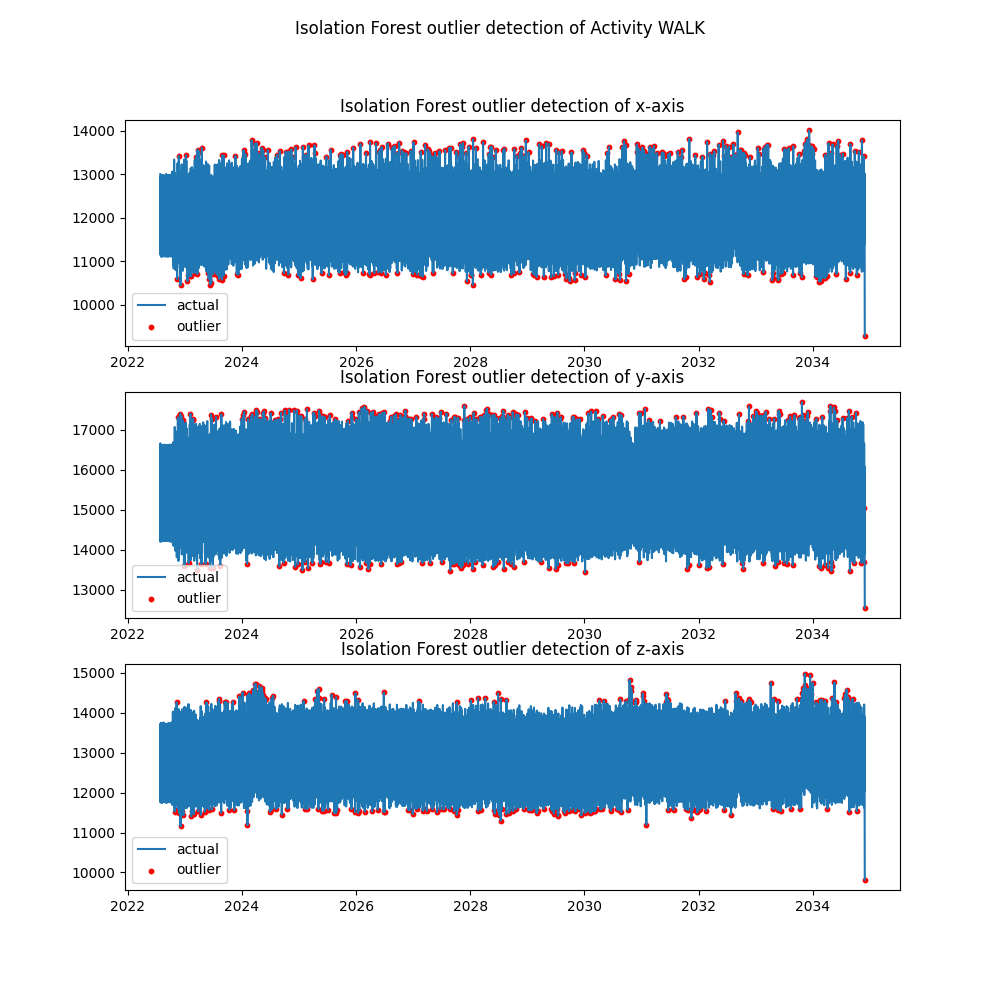 Isolation Forest outlier detection of Activity WALK
Isolation Forest outlier detection of x-axis
14000
13000
12000
11000
10000
actual
outlier
2022 2024 2026 2028 2030 2032 2034
Isolation Forest outlier detection of y-axis
17000
16000
15000
14000
13000
actual
outlier
2022 2024 2026 2028 2030 2032 2034
Isolation Forest outlier detection of z-axis
15000
14000
13000
12000
11000
10000
actual
outlier
2022 2024 2026 2028 2030 2032 2034